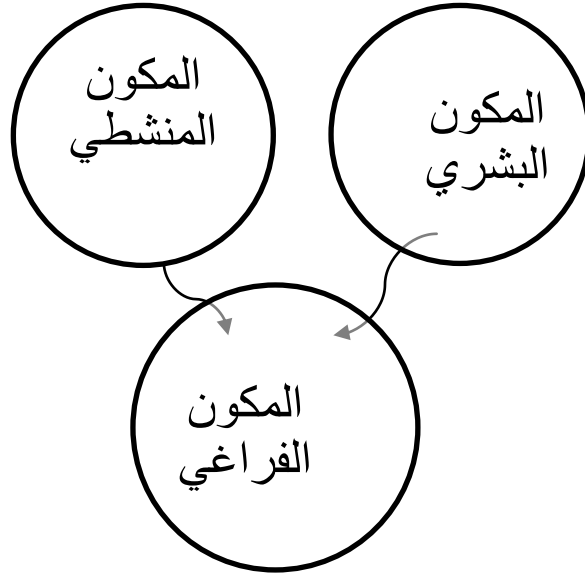 المكون
البشري
المكون
المنشطي
المكون
الفراغي